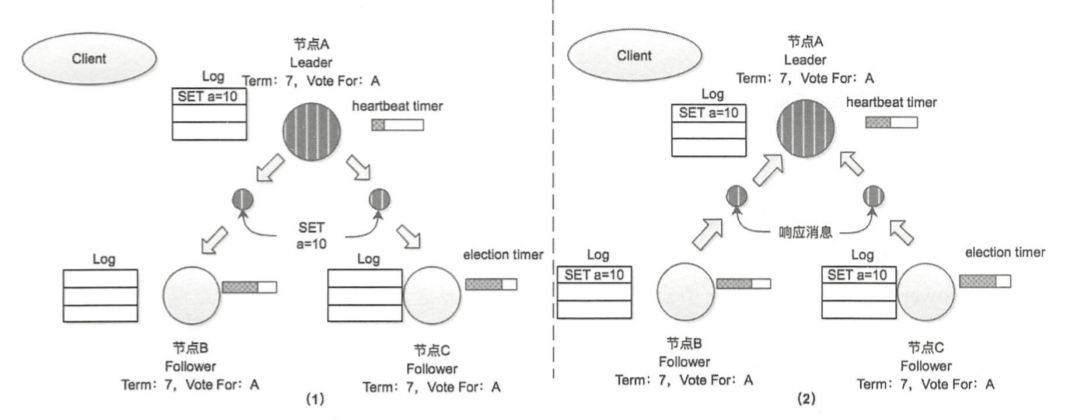 Client
节点A
Leader
Term: 7, Vote For: A
Log
SET a=10
heartbeat timer
SET
a=10
Log
Log
election timer
节点B
Follower
Term: 7, Vote For: A
节点C
Follower
Term: 7, Vote For: A
(1)
Client
节点A
Leader
Term: 7, Vote For: A
Log
SET a=10
heartbeat timer
响应消息
Log
SET a=10
Log
SET a=10
election timer
节点B
Follower
Term: 7, Vote For: A
节点C
Follower
Term: 7, Vote For: A
(2)